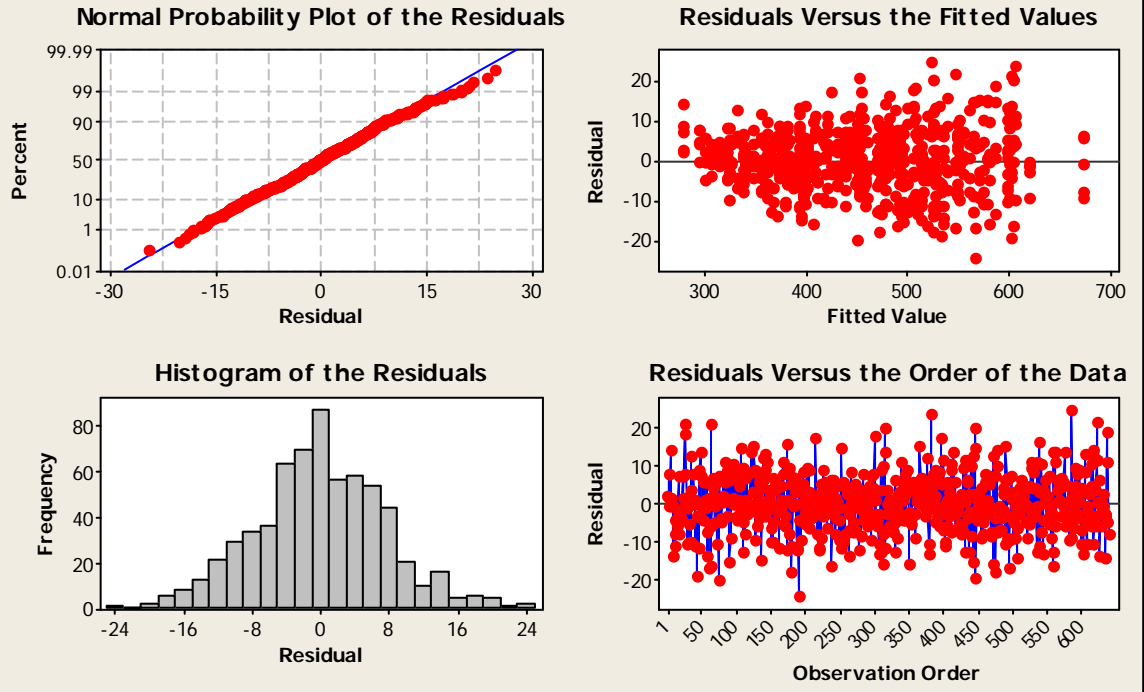 Normal Probability Plot of the Residuals
99.99
99
90
50
10
1
0.01
Percent
-30 -15 0 15 30
Residual
Residuals Versus the Fitted Values
20
10
0
-10
-20
Residual
300 400 500 600 700
Fitted Value
Histogram of the Residuals
80
60
40
20
0
Frequency
-24 -16 -8 0 8 16 24
Residual
Residuals Versus the Order of the Data
20
10
0
-10
-20
Residual
1 50 100 150 200 250 300 350 400 450 500 550 600
Observation Order